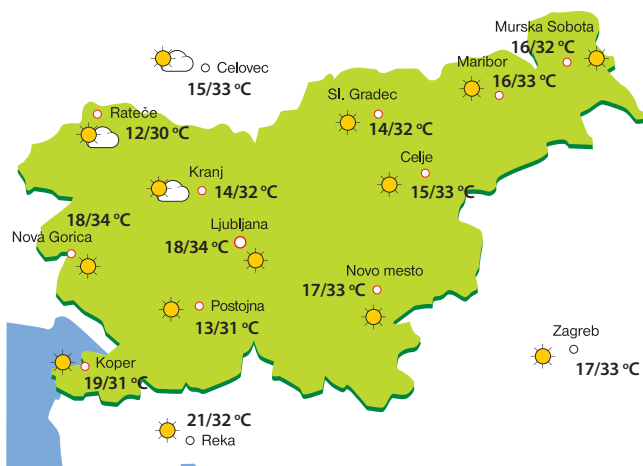 Murska Sobota
16/32 °C
Maribor
16/33 °C
Celovec
15/33 °C
Sl. Gradec
14/32 °C
Rateče
12/30 °C
Celje
15/33 °C
Kranj
14/32 °C
18/34 °C
Nova Gorica
Ljubljana
18/34 °C
Novo mesto
17/33 °C
Postojna
13/31 °C
Zagreb
17/33 °C
Koper
19/31 °C
21/32 °C
Reka